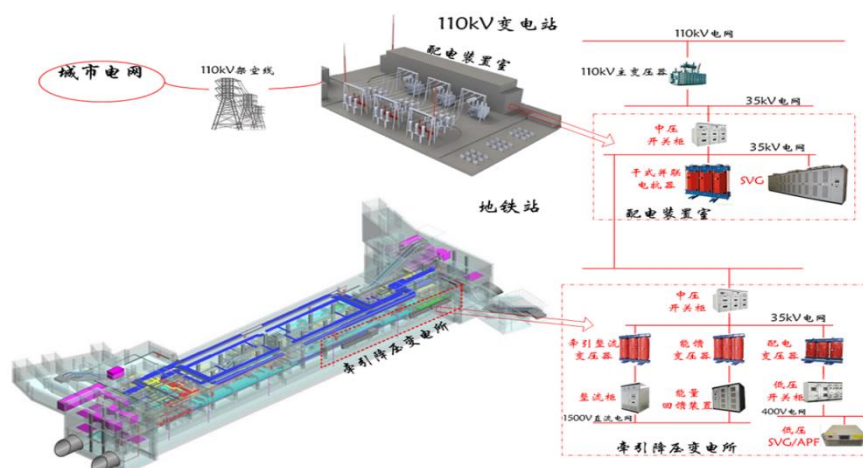 110kV变电站
配电装置室
110kV架空线
城市电网
110kV电网
110kV主变压器
35kV电网
中压
开关柜
35kV电网
干式并联
电抗器
SVG
配电装置室
地铁站
牵引降压变电所
中压
开关柜
35kV电网
牵引整流
变压器
能馈
变压器
配电
变压器
整流柜
能量
回馈装置
低压
开关柜
1500V直流电网
400V电网
低压
SVG/APF
牵引降压变电所